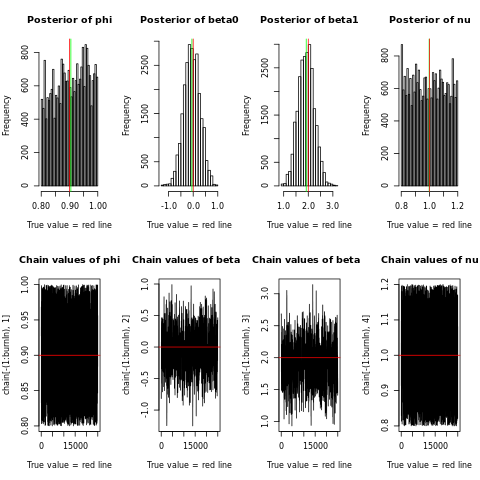 Posterior of phi
Posterior of beta0
Posterior of beta1
Posterior of nu
Frequency
0 200 400 600 800
0.80 0.90 1.00
True value = red line
Frequency
0 500 1500 2500
-1.0 0.0 1.0
True value = red line
Frequency
0 500 1500 2500
1.0 2.0 3.0
True value = red line
Frequency
0 200 400 600 800
0.8 1.0 1.2
True value = red line
Chain values of phi
Chain values of beta
Chain values of beta
Chain values of nu
chain[-(1:burnIn), 1]
0.80 0.85 0.90 0.95 1.00
0 15000
True value = red line
chain[-(1:burnIn), 2]
-1.0 -0.5 0.0 0.5 1.0
0 15000
True value = red line
chain[-(1:burnIn), 3]
1.0 1.5 2.0 2.5 3.0
0 15000
True value = red line
chain[-(1:burnIn), 4]
0.8 0.9 1.0 1.1 1.2
0 15000
True value = red line